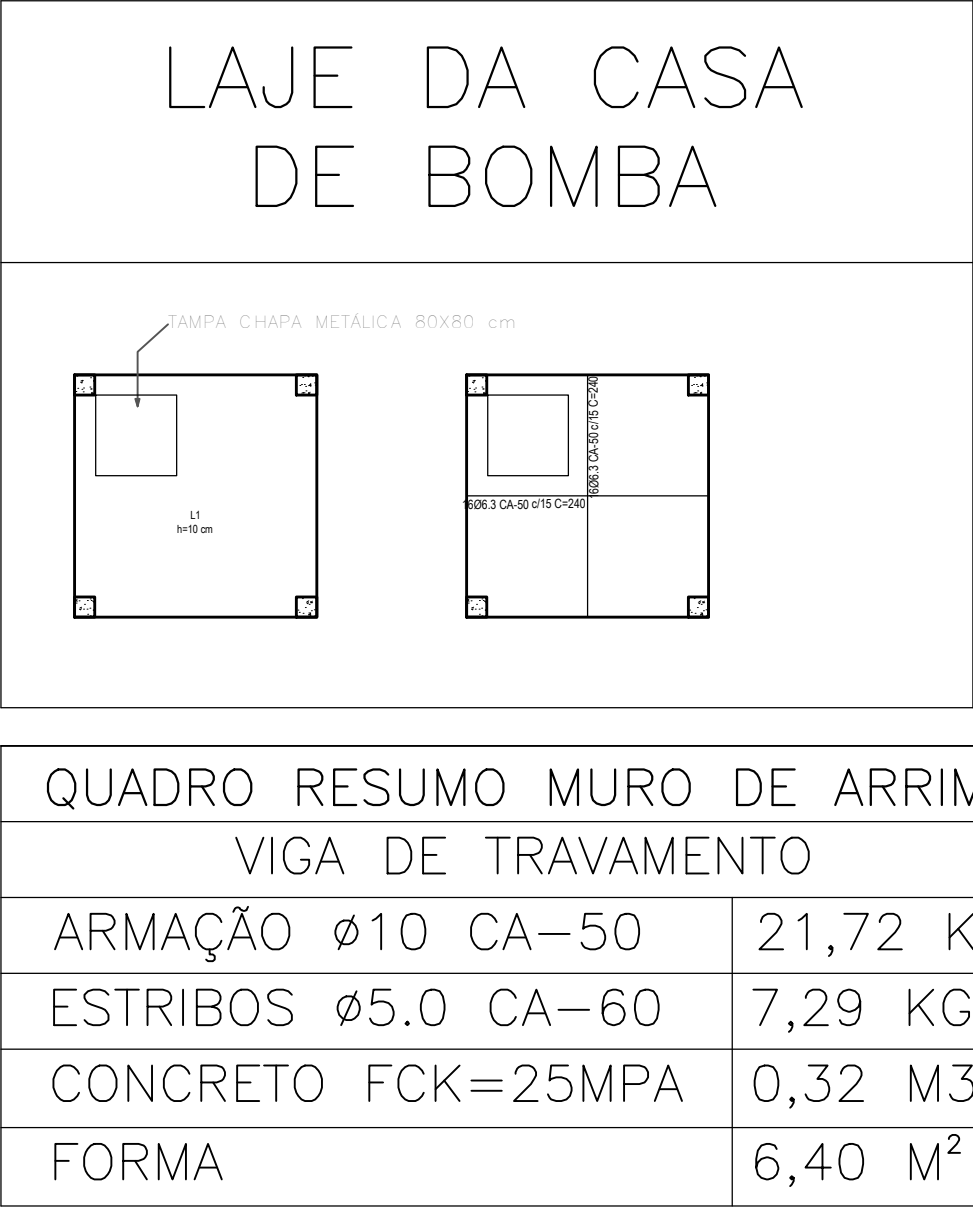 LAJE DA CASA
DE BOMBA
TAMPA CHAPA METÁLICA 80X80 cm
L1
h=10 cm
16Ø6.3 CA-50 c/15 C=240
16Ø6.3 CA-50 c/15 C=240
QUADRO RESUMO MURO DE ARRIM
VIGA DE TRAVAMENTO
ARMAÇÃO ø10 CA-50 21,72 K
ESTRIBOS ø5.0 CA-60 7,29 KG
CONCRETO FCK=25MPA 0,32 M3
FORMA 6,40 M²